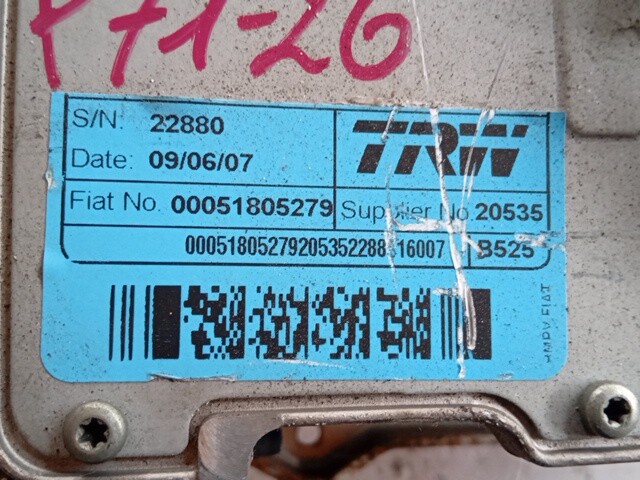 P71-26
S/N: 22880
TRW
Date: 09/06/07
Fiat No. 00051805279 Supplier No. 20535
B525